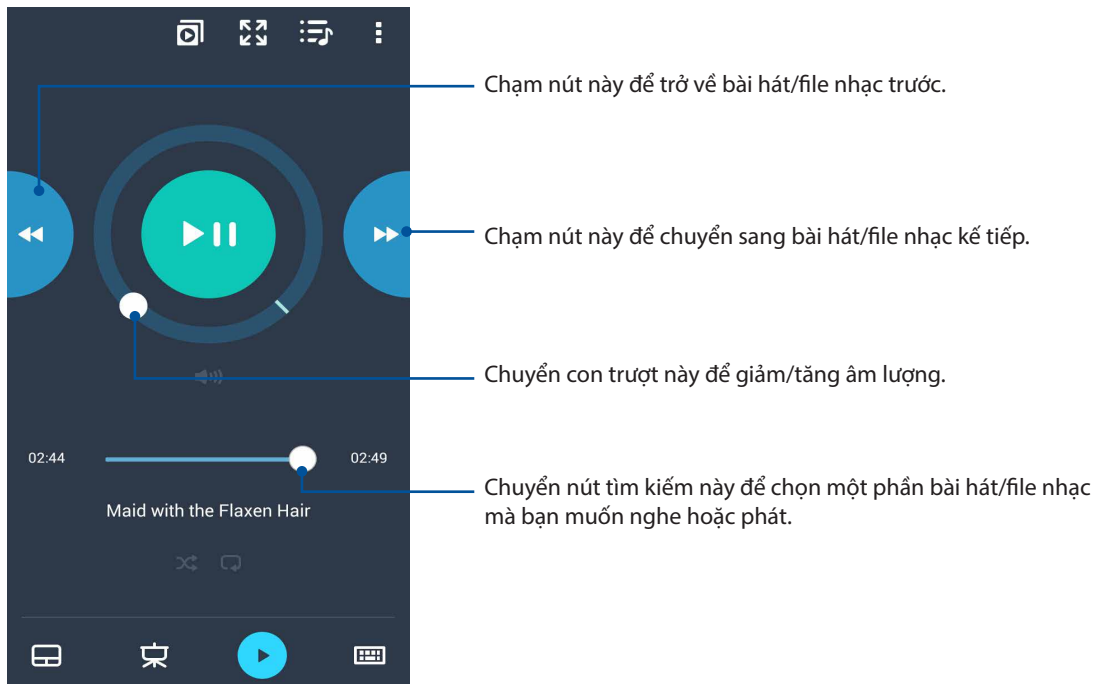 Chạm nút này để trở về bài hát/file nhạc trước.
Chạm nút này để chuyển sang bài hát/file nhạc kế tiếp.
Chuyển con trượt này để giảm/tăng âm lượng.
02:44
02:49
Chuyển nút tìm kiếm này để chọn một phần bài hát/file nhạc
mà bạn muốn nghe hoặc phát.
Maid with the Flaxen Hair